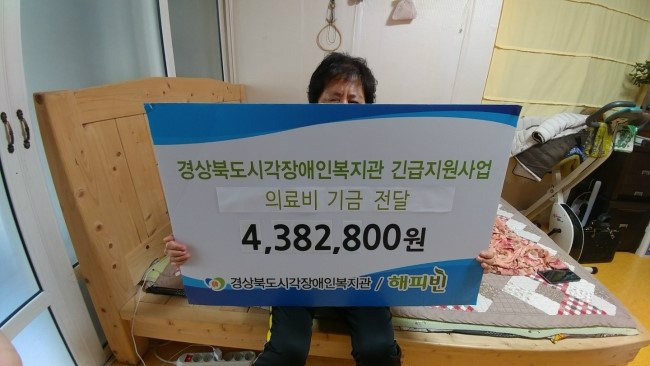 경상북도시각장애인복지관 긴급지원사업
의료비 기금 전달
4,382,800원
경상북도시각장애인복지관 / 해피빈